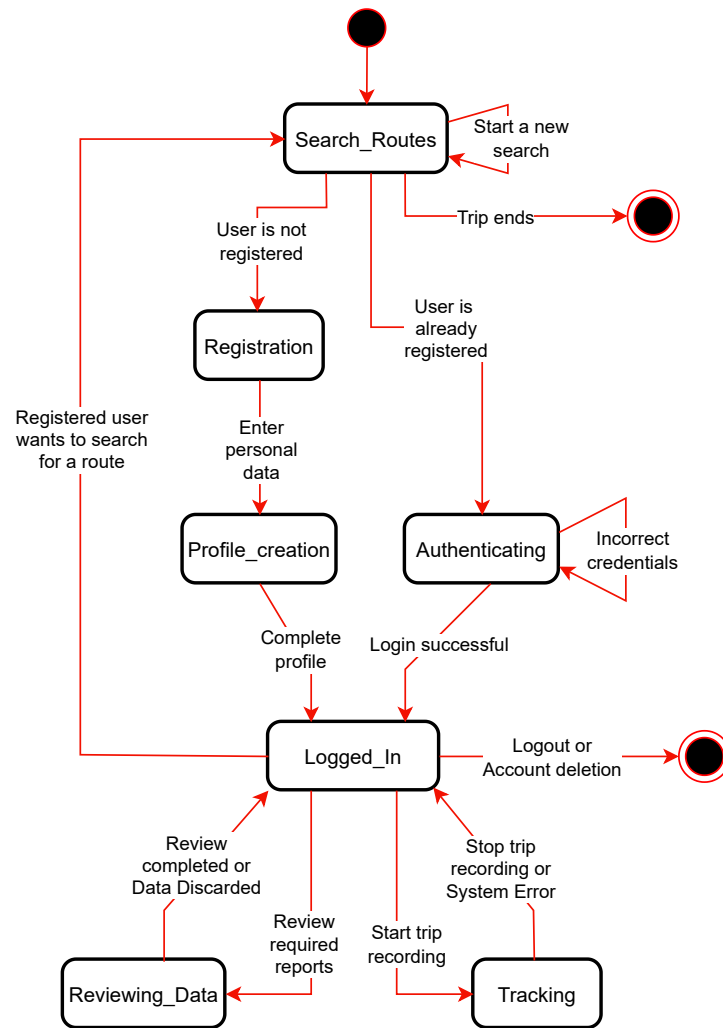 Search_Routes
Start a new
search
Trip ends
User is not
registered
User is
already
registered
Registration
Registered user
wants to search
for a route
Enter
personal
data
Profile_creation
Authenticating
Incorrect
credentials
Complete
profile
Login successful
Logged_In
Logout or
Account deletion
Review
completed or
Data Discarded
Stop trip
recording or
System Error
Review
required
reports
Start trip
recording
Reviewing_Data
Tracking